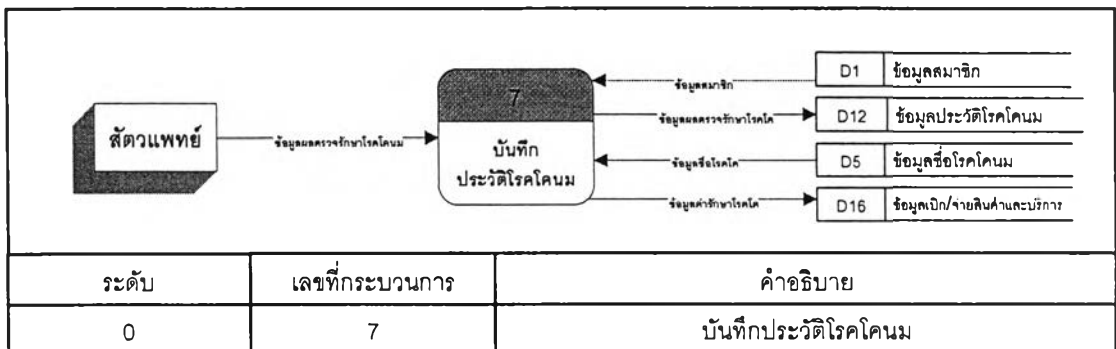 D1 ข้อมูลสมาชิก
ข้อมูลสมาชิก
7
ข้อมูลผลตรวจรักษาโรคโค
D12 ข้อมูลประวัติโรคโคนม
สัตวแพทย์
ข้อมูลผลตรวจรักษาโรคโคนม
บันทึก
ประวัติโรคโคนม
ข้อมูลชื่อโรคโค
D5 ข้อมูลชื่อโรคโคนม
ข้อมูลค่ารักษาโรคโค
D16 ข้อมูลเบิก/จ่ายสินค้าและบริการ
ระดับ เลขที่กระบวนการ คำอธิบาย
0 7 บันทึกประวัติโรคโคนม